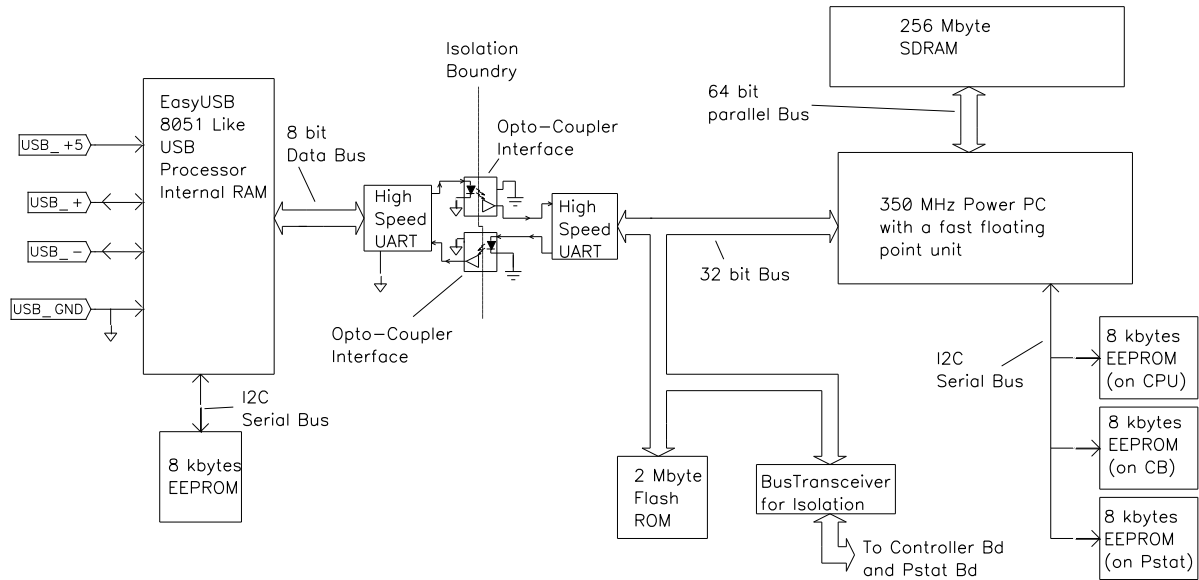 256 Mbyte
SDRAM
64 bit
parallel Bus
Isolation
Boundry
EasyUSB
8051 Like
USB
Processor
Internal RAM
USB_ +5
USB_ +
USB_ -
USB_ GND
8 bit
Data Bus
Opto-Coupler
Interface
High
Speed
UART
High
Speed
UART
Opto-Coupler
Interface
32 bit Bus
350 MHz Power PC
with a fast floating
point unit
I2C
Serial Bus
8 kbytes
EEPROM
I2C
Serial Bus
8 kbytes
EEPROM
(on CPU)
8 kbytes
EEPROM
(on CB)
8 kbytes
EEPROM
(on Pstat)
2 Mbyte
Flash
ROM
BusTransceiver
for Isolation
To Controller Bd
and Pstat Bd